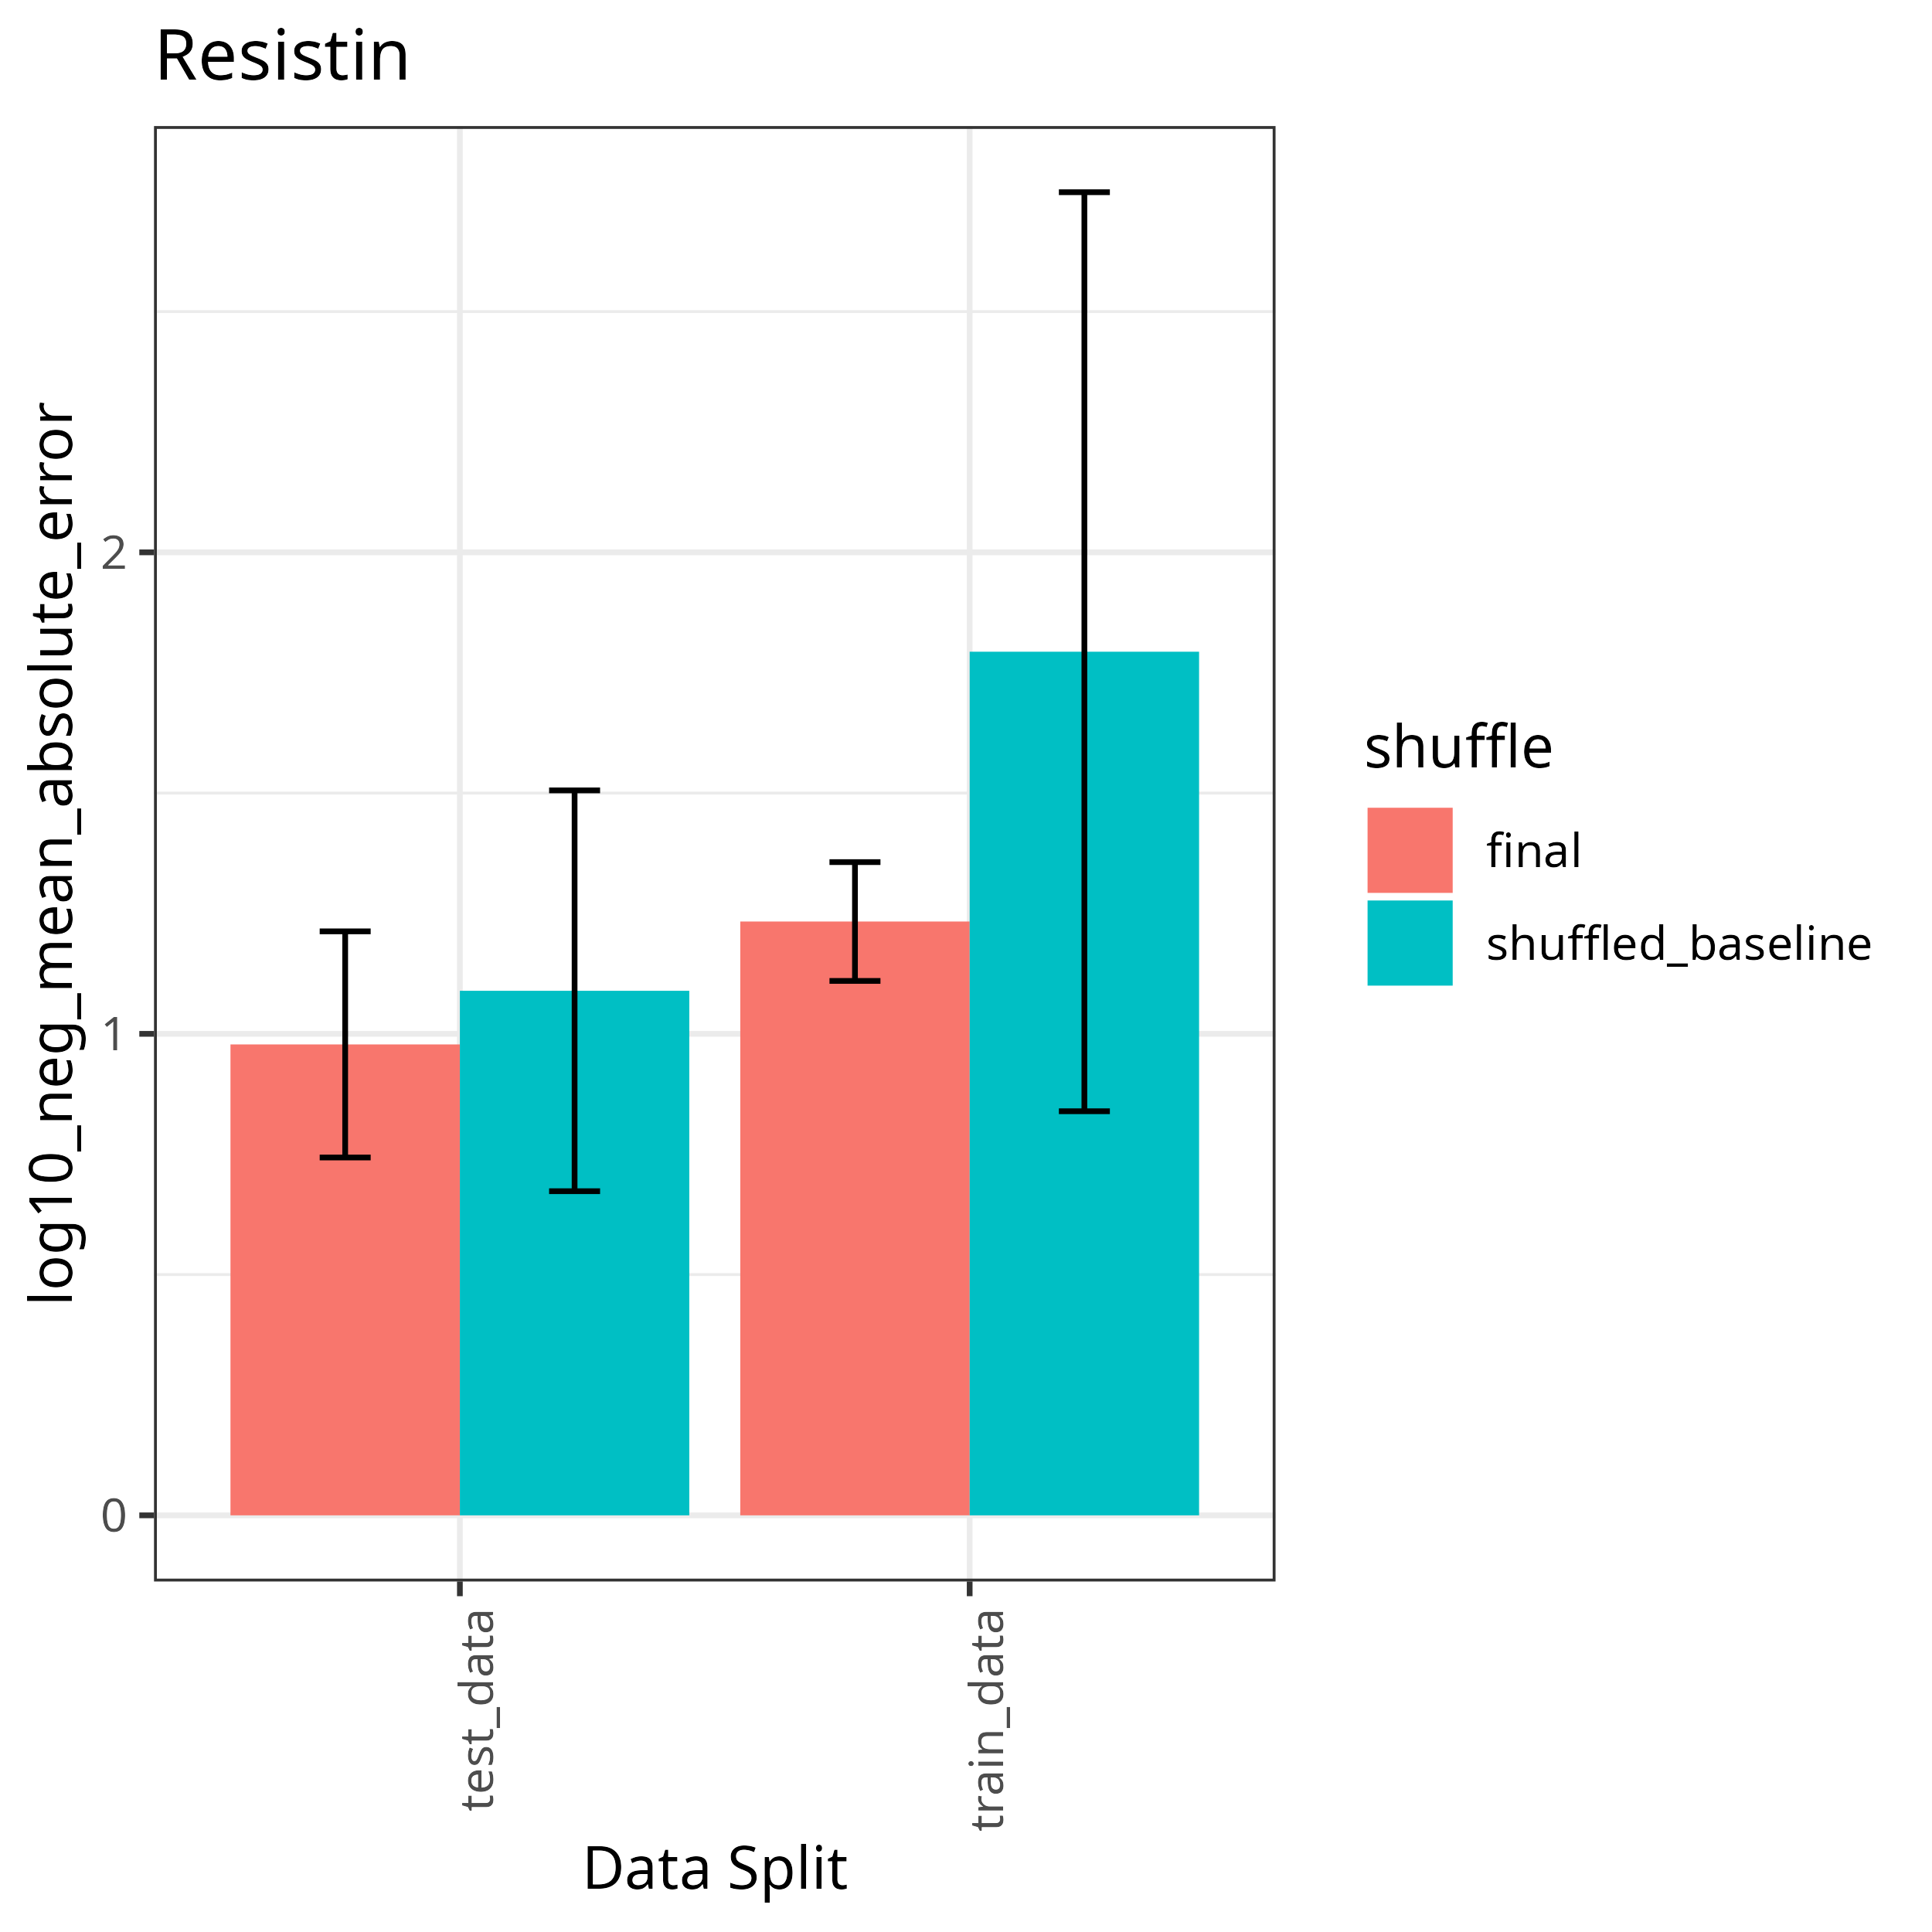 Resistin
log10_neg_mean_absolute_error
2
1
0
test_data
train_data
Data Split
shuffle
final
shuffled_baseline